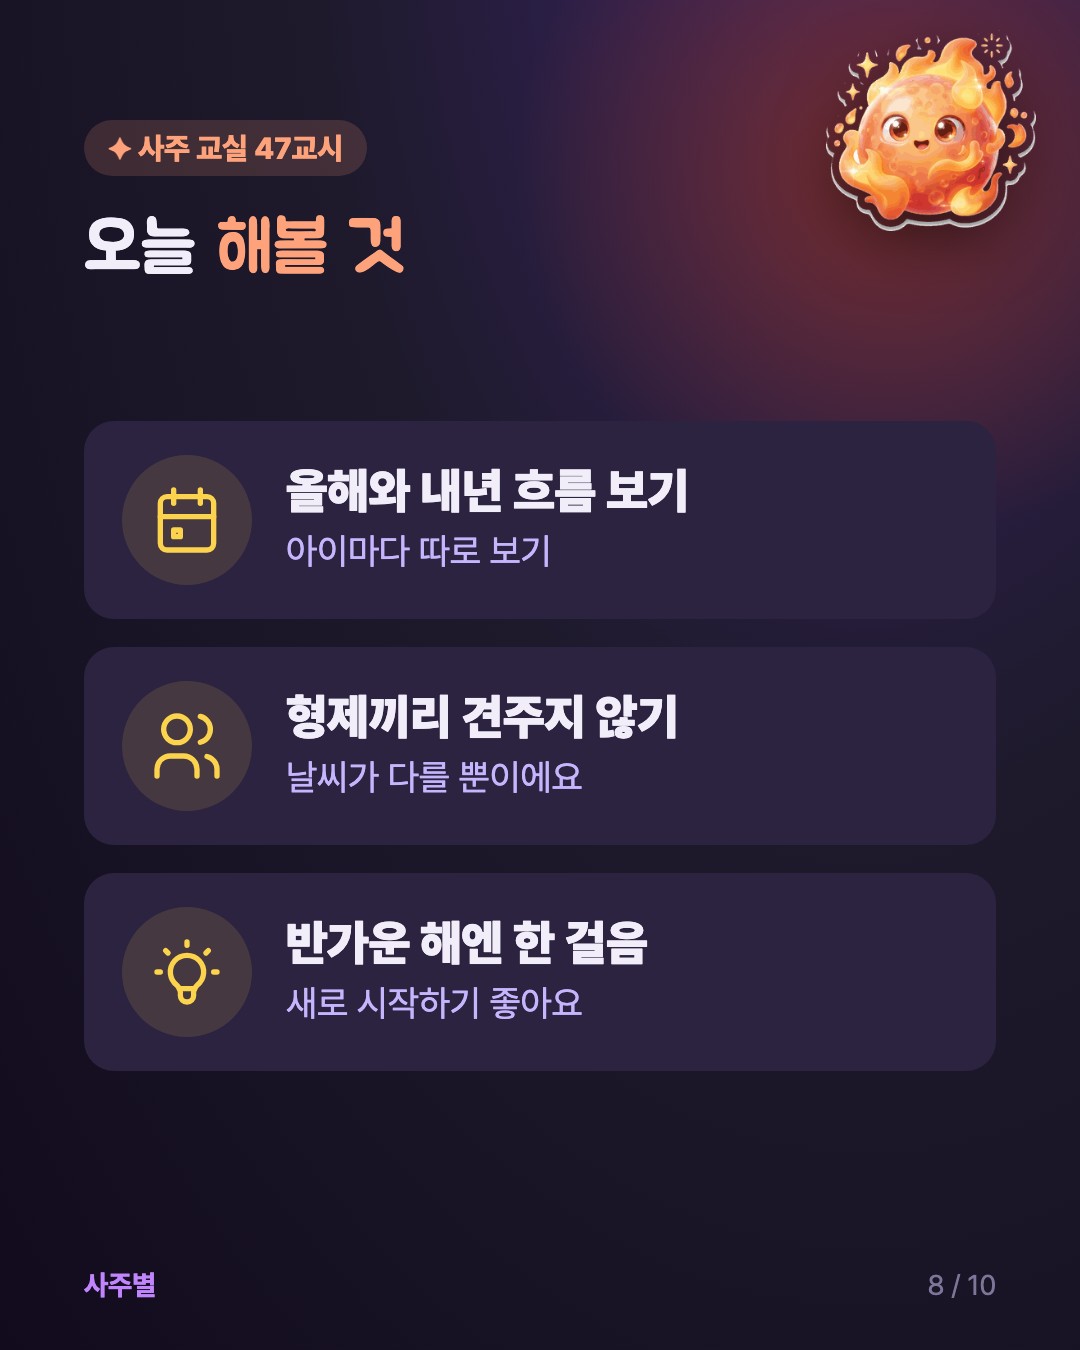 사주 교실 47교시
오늘 해볼 것
올해와 내년 흐름 보기
아이마다 따로 보기
형제끼리 견주지 않기
날씨가 다를 뿐이에요
반가운 해엔 한 걸음
새로 시작하기 좋아요
사주별
8 / 10